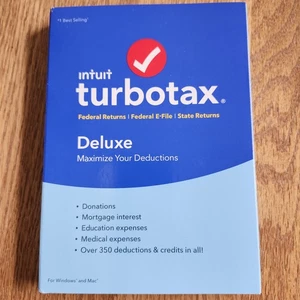 #1 Best Selling*
ıntuıt
turbotax®
Federal Returns | Federal E-File | State Returns
Deluxe
Maximize Your Deductions
• Donations
• Mortgage interest
• Education expenses
• Medical expenses
• Over 350 deductions & credits in all!
For Windows® and Mac®